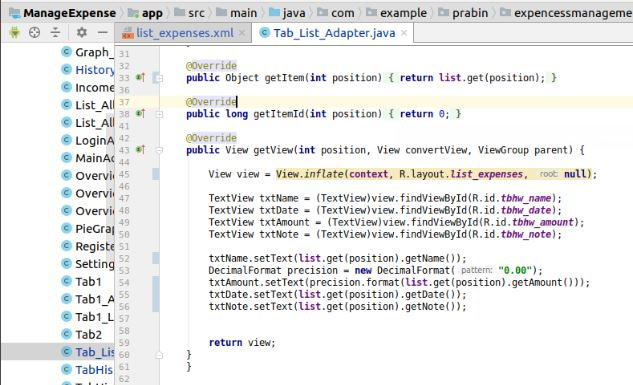 ManageExpense app src main java com example prabin expencessmanageme
list_expenses.xml Tab_List_Adapter.java
Graph_
History
Income
List_All
List_All
LoginA
MainAc
Overvi
Overvi
Overvi
PieGrap
Registe
Setting
Tab1
Tab1_A
Tab1_L
Tab2
Tab_Lis
TabHis
31
32 @Override
33 public Object getItem(int position) { return list.get(position); }
36
37 @Override
38 public long getItemId(int position) { return 0; }
41
42 @Override
43 public View getView(int position, View convertView, ViewGroup parent) {
44
45 View view = View.inflate(context, R.layout.list_expenses, root: null);
46
47 TextView txtName = (TextView)view.findViewById(R.id.tbhw_name);
48 TextView txtDate = (TextView)view.findViewById(R.id.tbhw_date);
49 TextView txtAmount = (TextView)view.findViewById(R.id.tbhw_amount);
50 TextView txtNote = (TextView)view.findViewById(R.id.tbhw_note);
51
52 txtName.setText(list.get(position).getName());
53 DecimalFormat precision = new DecimalFormat( pattern: "0.00");
54 txtAmount.setText(precision.format(list.get(position).getAmount()));
55 txtDate.setText(list.get(position).getDate());
56 txtNote.setText(list.get(position).getNote());
57
58
59 return view;
60 }
61 }
62